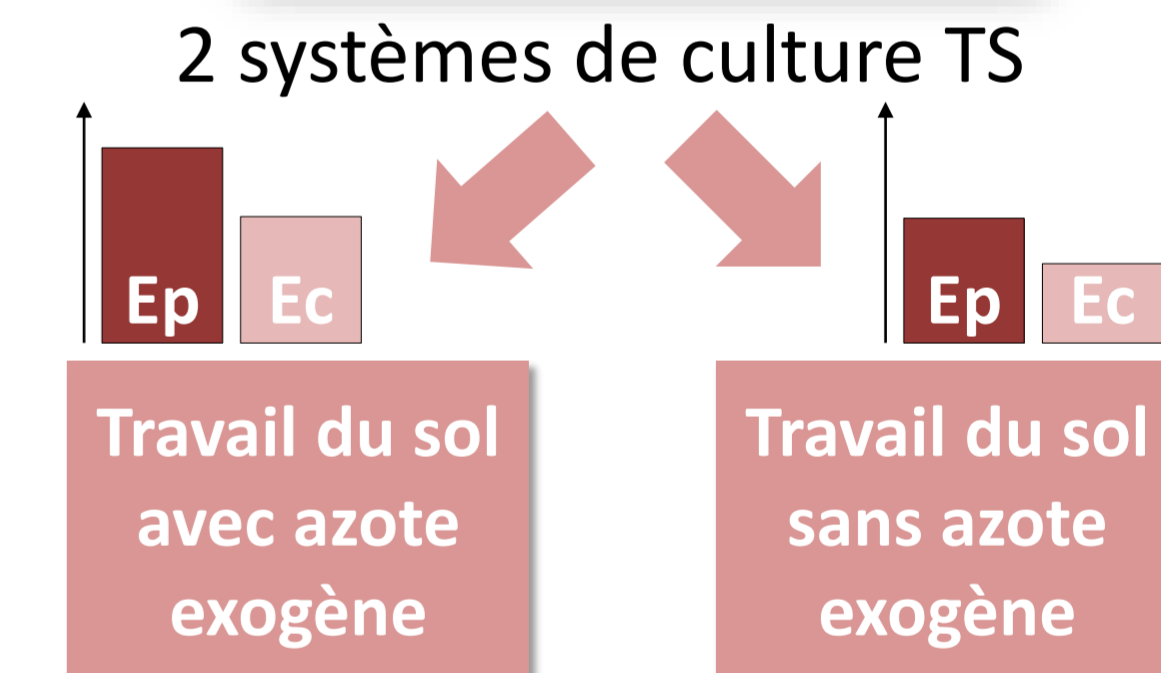 2 systèmes de culture TS
Ep Ec
Ep Ec
Travail du sol
avec azote
exogène
Travail du sol
sans azote
exogène